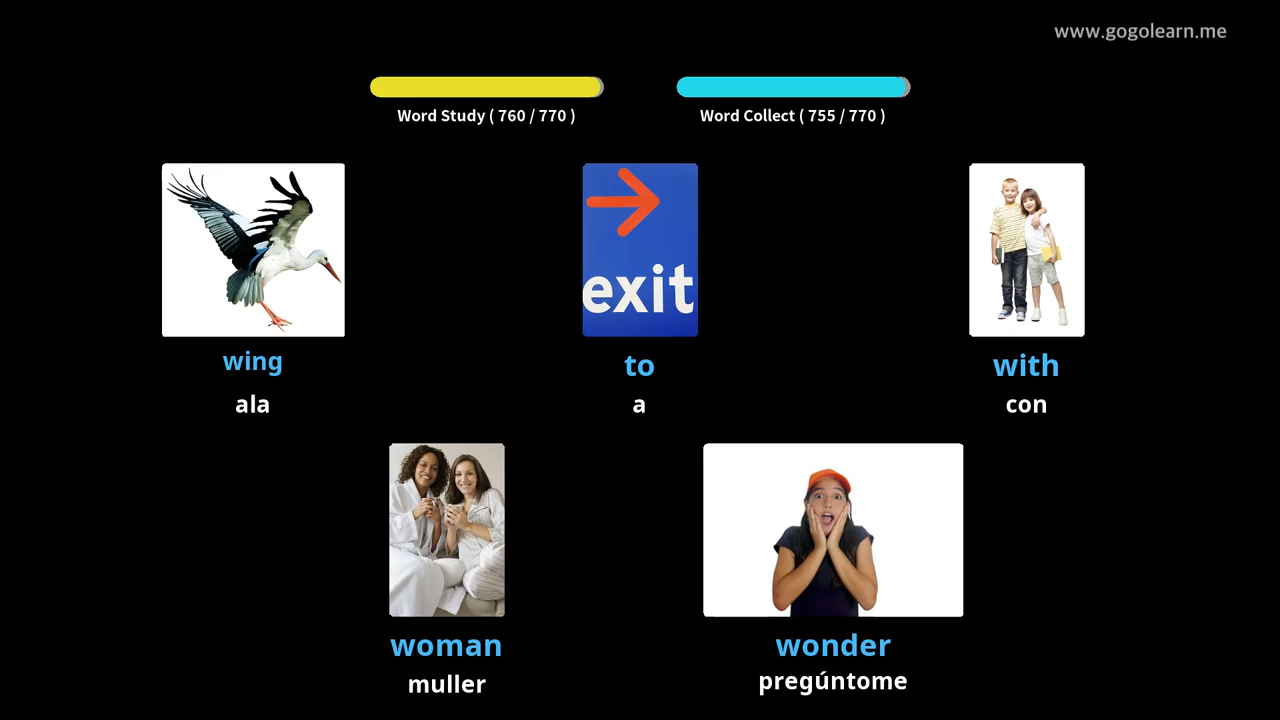 www.gogolearn.me
Word Study ( 760 / 770 )
Word Collect ( 755 / 770 )
exit
wing
to
with
ala
a
con
woman
wonder
muller
pregúntome